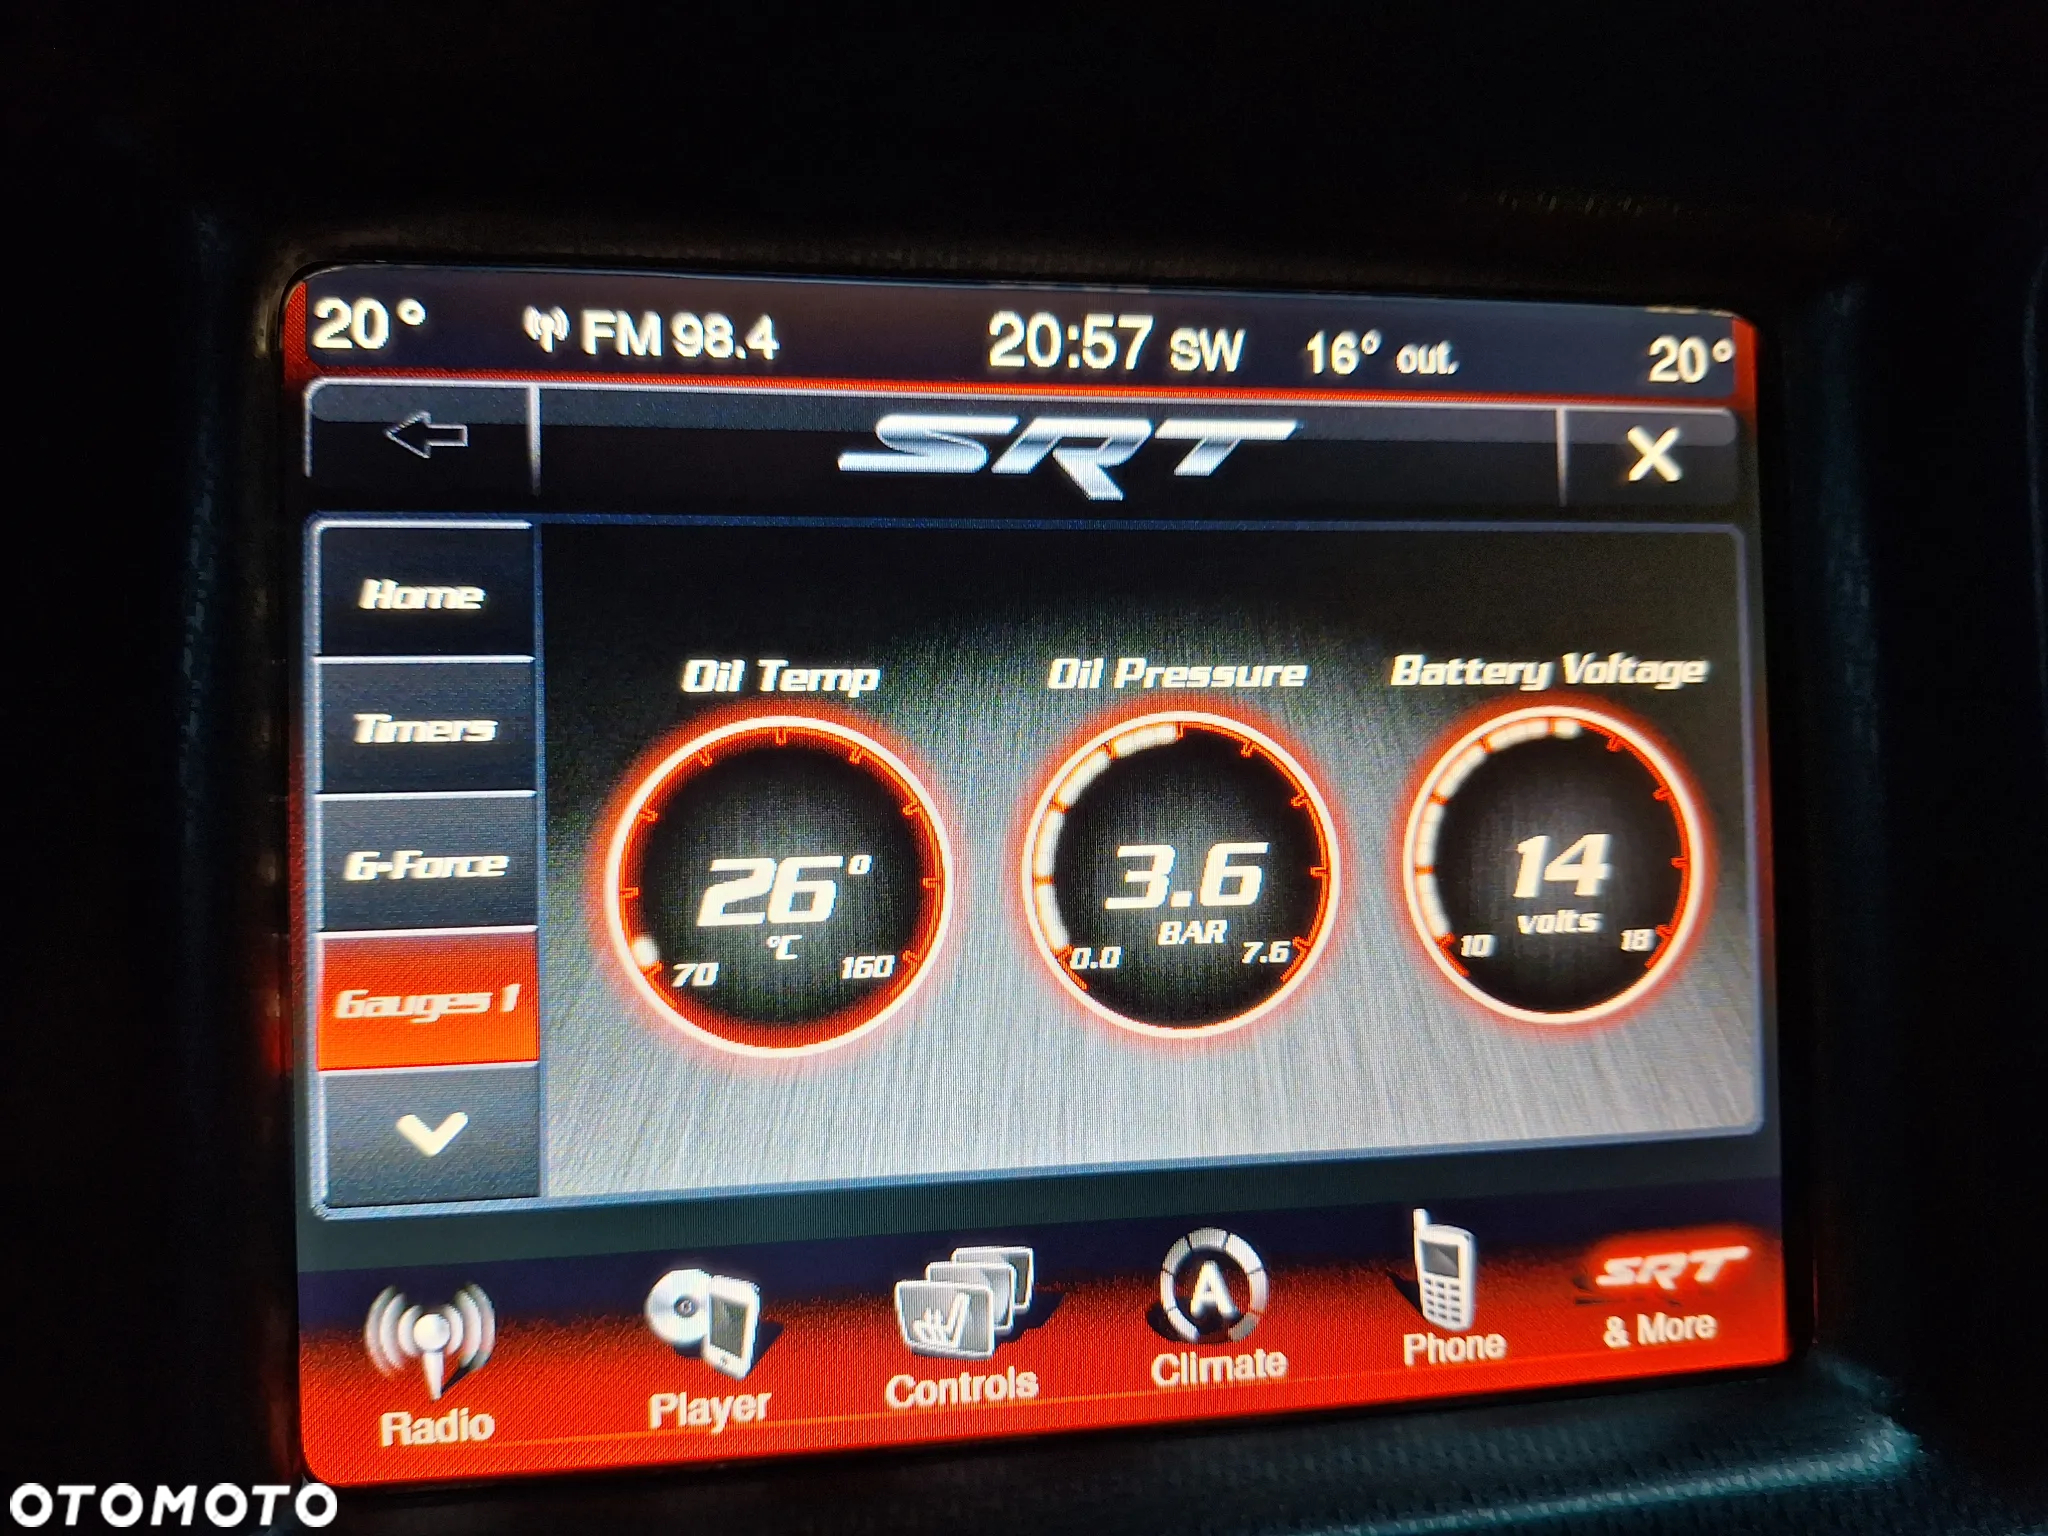 20° FM 98.4 20:57 SW 16° out. 20°
SRT X
Home
Timers
G-Force
Gauges 1
Oil Temp
26°
°C
70 160
Oil Pressure
3.6
BAR
0.0 7.6
Battery Voltage
14
volts
10 18
Radio
Player
Controls
A
Climate
Phone
SRT
& More
OTOMOTO